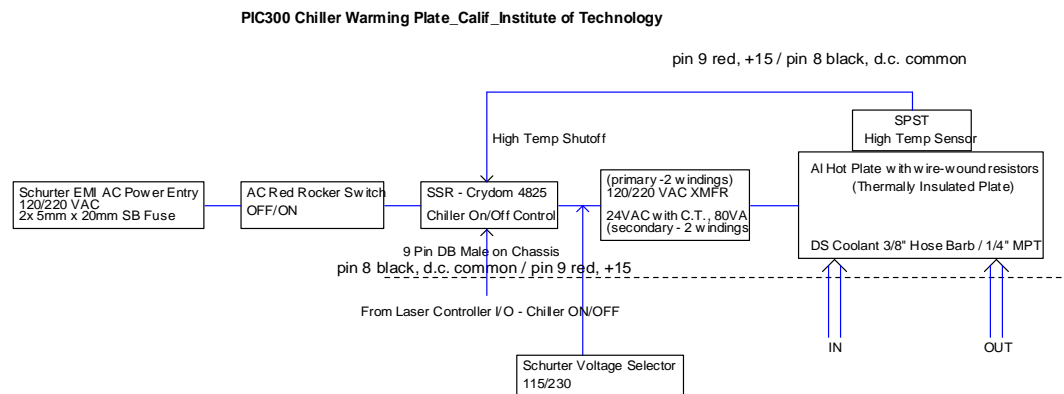 PIC300 Chiller Warming Plate_Calif_Institute of Technology
pin 9 red, +15 / pin 8 black, d.c. common
SPST
High Temp Sensor
High Temp Shutoff
Schurter EMI AC Power Entry
120/220 VAC
2x 5mm x 20mm SB Fuse
AC Red Rocker Switch
OFF/ON
SSR - Crydom 4825
Chiller On/Off Control
(primary -2 windings)
120/220 VAC XMFR
24VAC with C.T., 80VA
(secondary - 2 windings
Al Hot Plate with wire-wound resistors
(Thermally Insulated Plate)
DS Coolant 3/8" Hose Barb / 1/4" MPT
9 Pin DB Male on Chassis
pin 8 black, d.c. common / pin 9 red, +15
From Laser Controller I/O - Chiller ON/OFF
IN
OUT
Schurter Voltage Selector
115/230